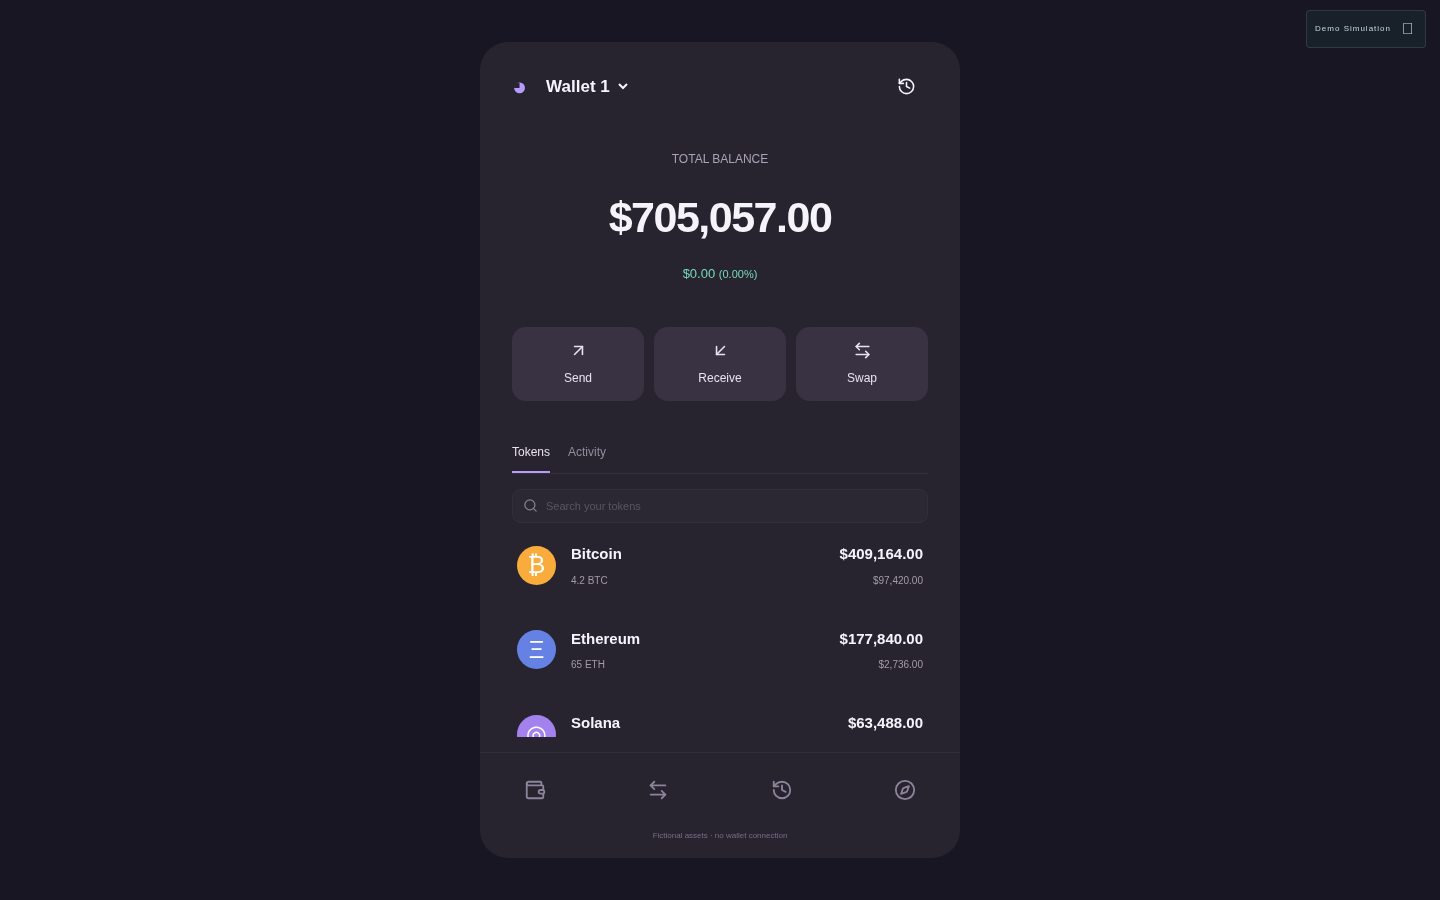 Demo Simulation
Wallet 1
TOTAL BALANCE
$705,057.00
$0.00 (0.00%)
Send
Receive
Swap
Tokens
Activity
Search your tokens
Bitcoin
$409,164.00
4.2 BTC
$97,420.00
Ethereum
$177,840.00
65 ETH
$2,736.00
Solana
$63,488.00
Fictional assets - no wallet connection